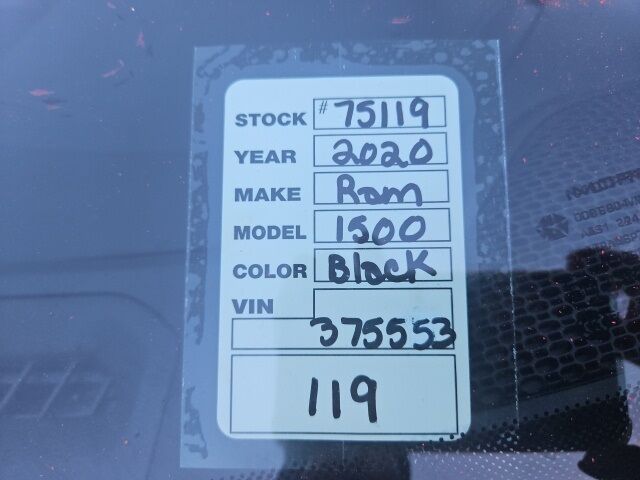 STOCK #75119
YEAR 2020
MAKE Ram
MODEL 1500
COLOR Black
VIN
375553
119